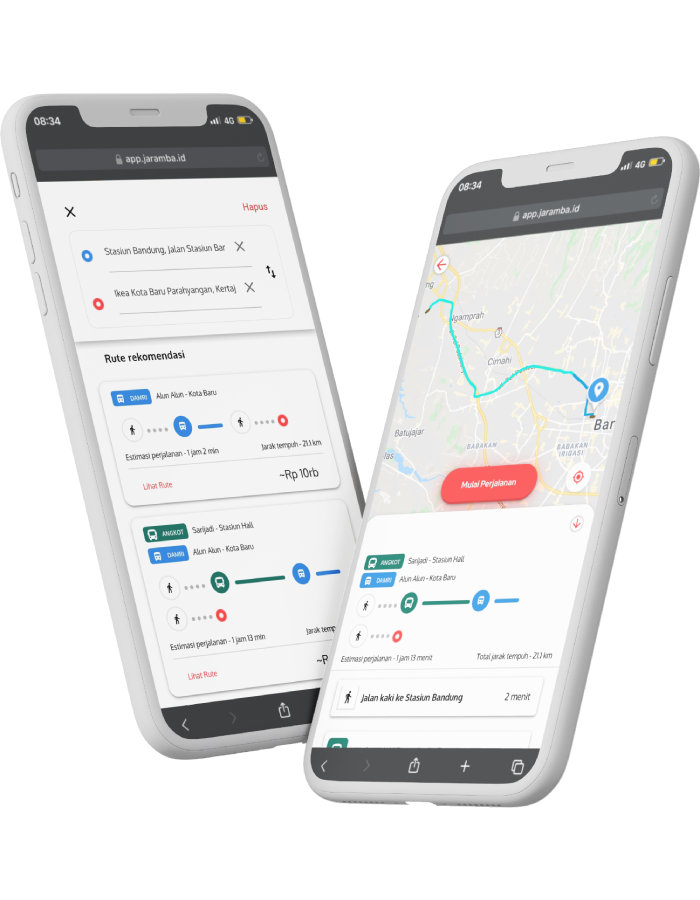 08:34
4G
app.jaramba.id
Hapus
Stasiun Bandung, Jalan Stasiun Bar
Ikea Kota Baru Parahyangan, Kertaj
Rute rekomendasi
DAMRI
Alun Alun - Kota Baru
Estimasi perjalanan - 1 jam 2 min
Jarak tempuh - 21.1 km
Lihat Rute
~Rp 10rb
ANGKOT
Sarijadi - Stasiun Hall
DAMRI
Alun Alun - Kota Baru
Estimasi perjalanan - 1 jam 13 min
Jarak temp
Lihat Rute
~R
08:34
4G
app.jaramba.id
ng
Ngamprah
Cimahi
Bar
Batujajar
las
BABAKAN
BABAKAN
IRIGASI
Mulai Perjalanan
ANGKOT
Sarijadi - Stasiun Hall
DAMRI
Alun Alun - Kota Baru
Estimasi perjalanan - 1 jam 13 menit
Total jarak tempuh - 21.1 km
Jalan kaki ke Stasiun Bandung
2 menit